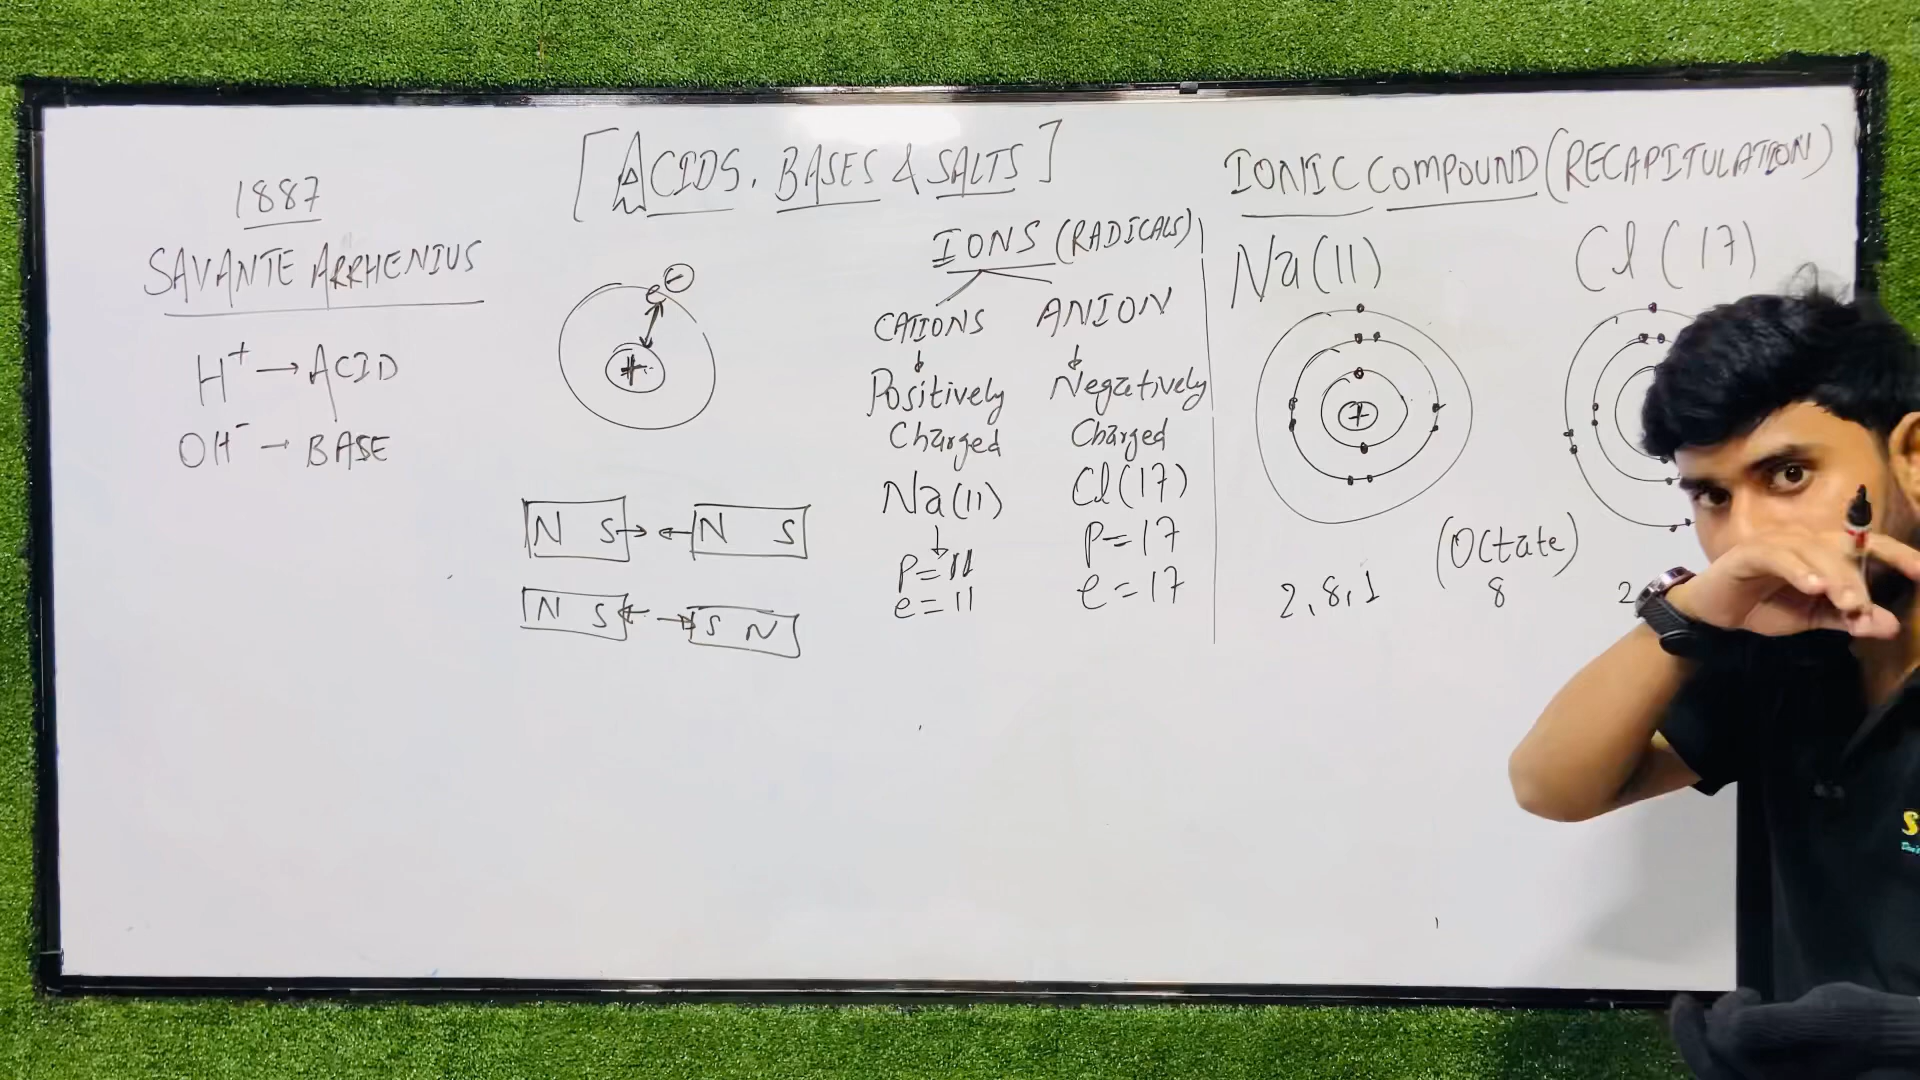 [ACIDS, BASES & SALTS]
1887
SAVANTE ARRHENIUS
H+ → ACID
OH- → BASE
e -
+
N S → ← N S
N S ← → S N
IONS (RADICALS)
CATIONS
Positively
Charged
Na(11)
P=11
e=11
ANION
Negatively
Charged
Cl(17)
P=17
e=17
IONIC COMPOUND (RECAPITULATION)
Na(11)
+
2,8,1
(Octate)
8
Cl(17)
2
S